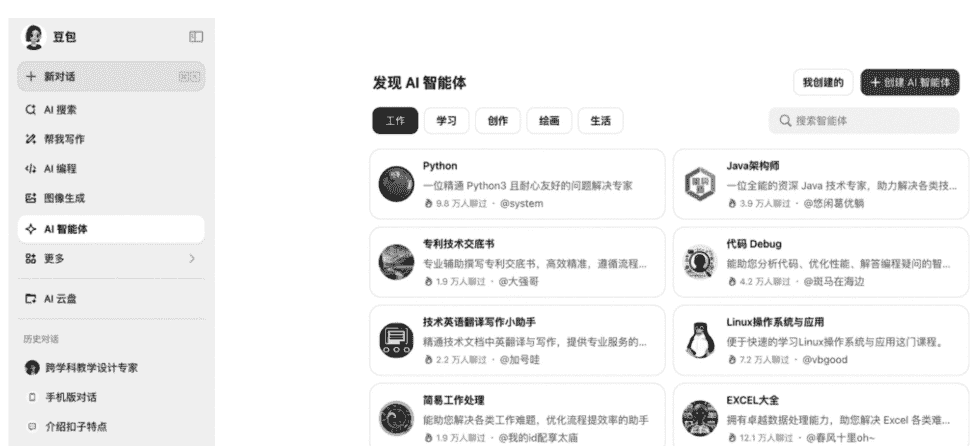 豆包
新对话
AI 搜索
帮我写作
AI 编程
图像生成
AI 智能体
更多
AI 云盘
历史对话
跨学科教学设计专家
手机版对话
介绍扣子特点
发现 AI 智能体
我创建的
创建 AI 智能体
工作
学习
创作
绘画
生活
搜索智能体
Python
一位精通 Python3 且耐心友好的问题解决专家
9.8 万人聊过 · @system
Java架构师
一位全能的资深 Java 技术专家，助力解决各类技...
3.9 万人聊过 · @悠闲葛优躺
专利技术交底书
专业辅助撰写专利交底书，高效精准，遵循流程...
1.9 万人聊过 · @大强哥
代码 Debug
能助您分析代码、优化性能、解答编程疑问的智...
4.2 万人聊过 · @斑马在海边
技术英语翻译写作小助手
精通技术文档中英翻译与写作，提供专业服务的...
2.2 万人聊过 · @加号哇
Linux操作系统与应用
便于快速的学习Linux操作系统与应用这门课程。
7.2 万人聊过 · @vbgood
简易工作处理
能助您解决各类工作难题，优化流程提效率的助手
1.9 万人聊过 · @我的id配享太庙
EXCEL大全
拥有卓越数据处理能力，助您解决 Excel 各类难...
12.1 万人聊过 · @春风十里oh~